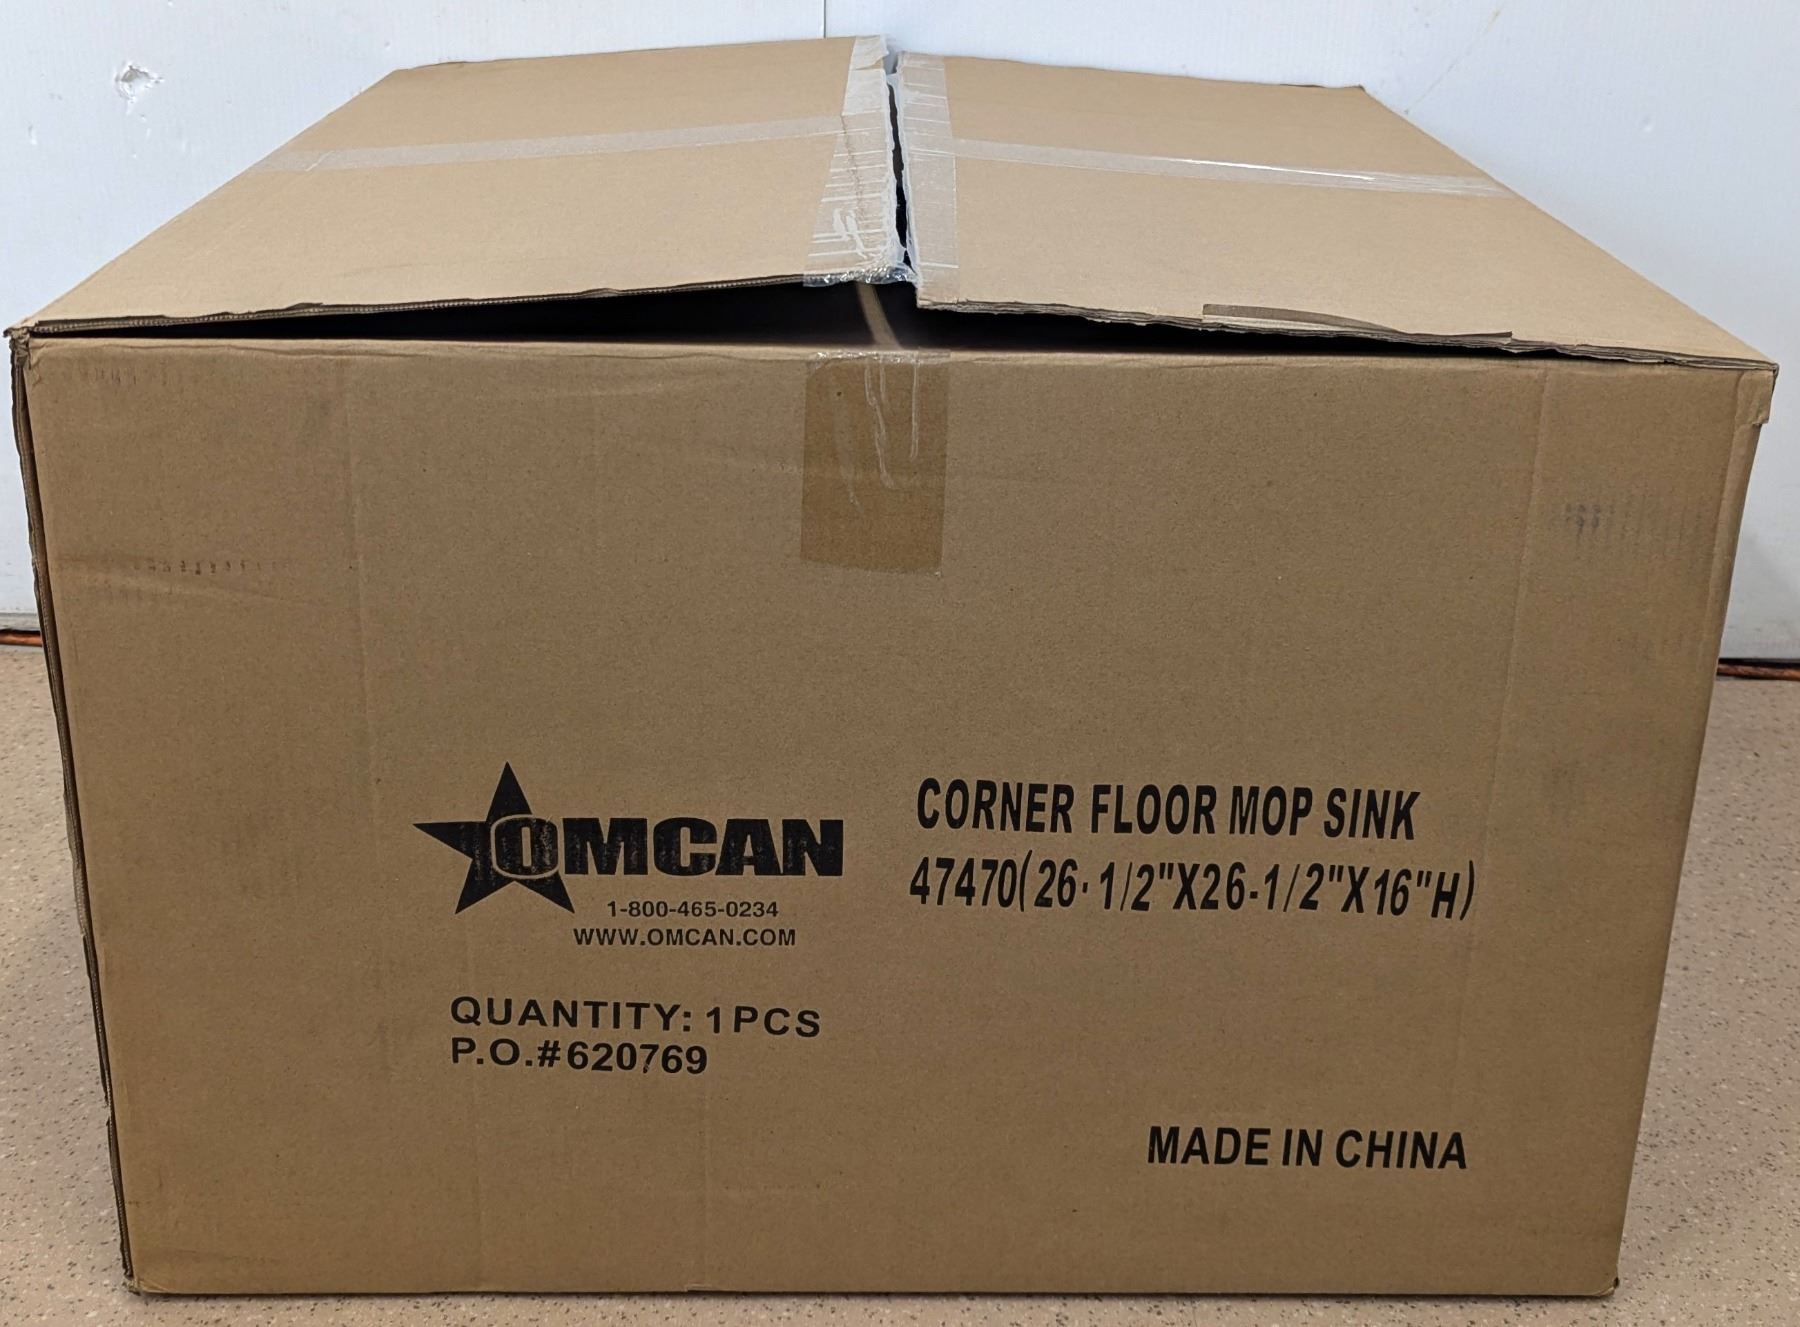 OMCAN
1-800-465-0234
WWW.OMCAN.COM
CORNER FLOOR MOP SINK
47470(26-1/2"X26-1/2"X16"H)
QUANTITY: 1PCS
P.O.#620769
MADE IN CHINA